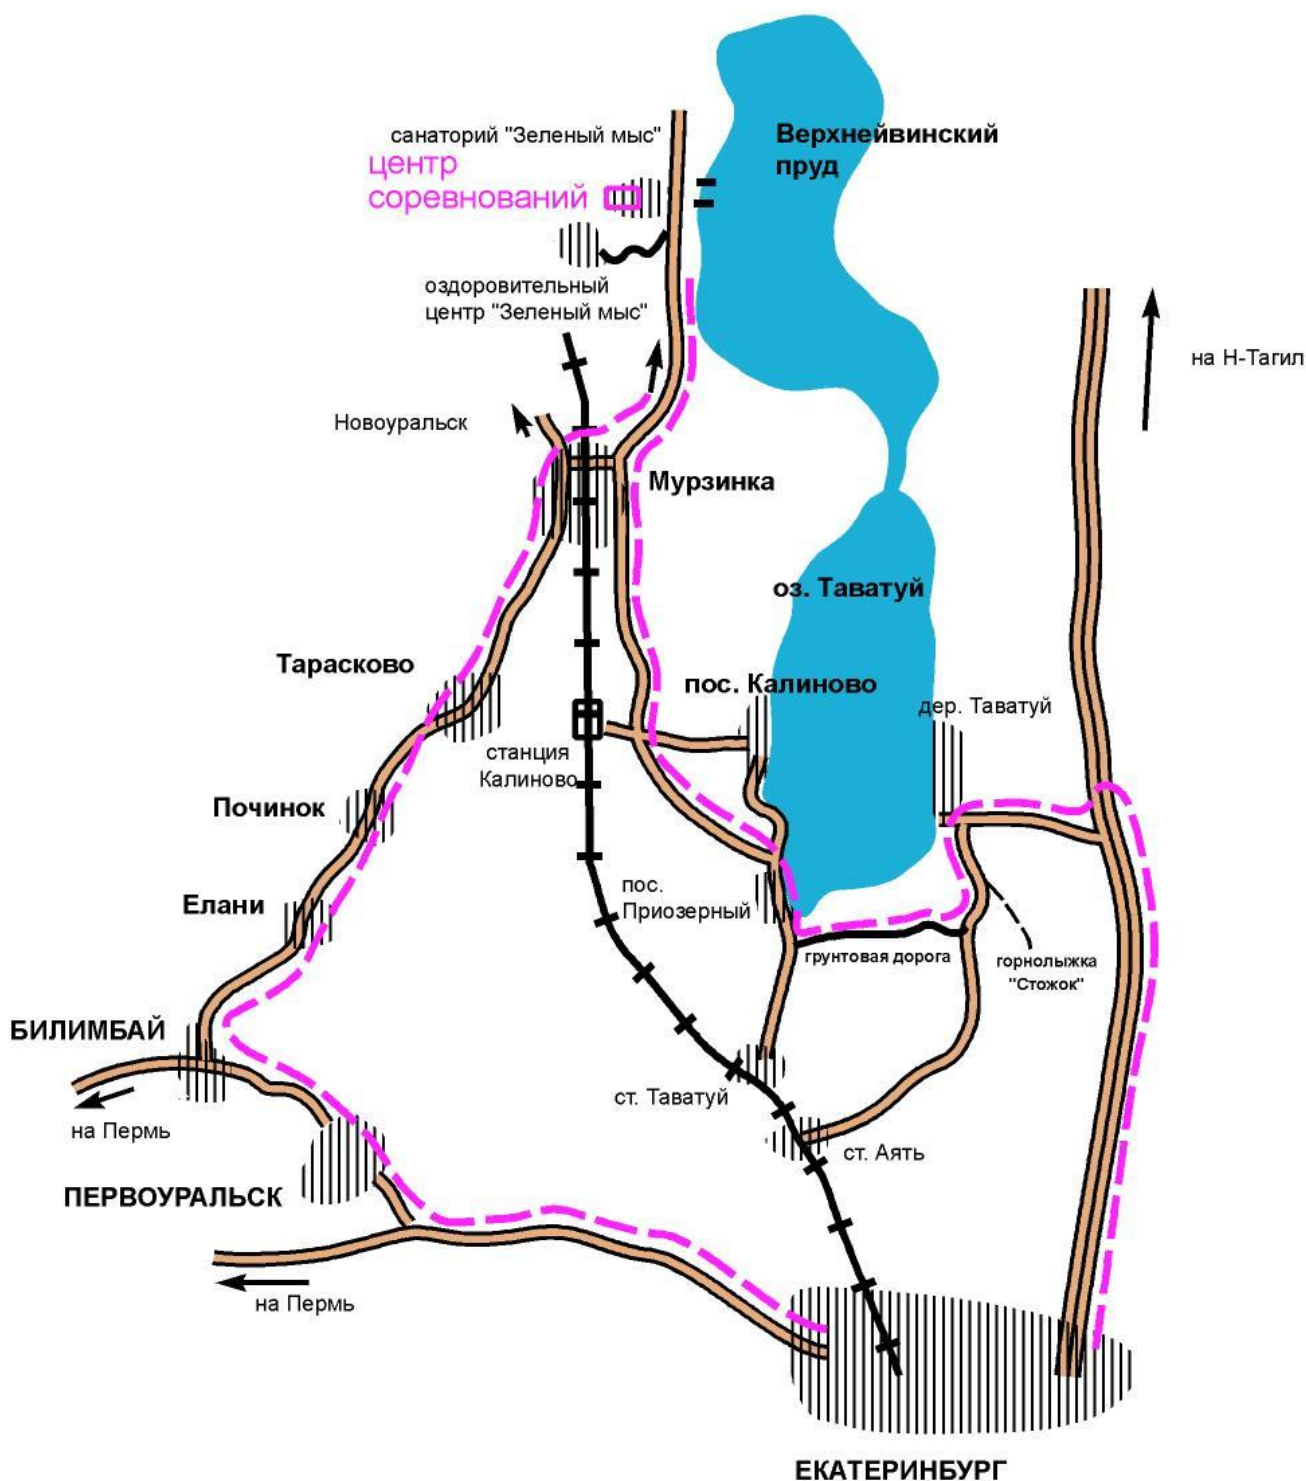 санаторий "Зеленый мыс"
центр
соревнований
Верхнейвинский
пруд
оздоровительный
центр "Зеленый мыс"
на Н-Тагил
Новоуральск
Мурзинка
оз. Таватуй
Тарасково
пос. Калиново
дер. Таватуй
станция
Калиново
Починок
Елани
пос.
Приозерный
грунтовая дорога
горнолыжка
"Стожок"
БИЛИМБАЙ
на Пермь
ст. Таватуй
ст. Аять
ПЕРВОУРАЛЬСК
на Пермь
ЕКАТЕРИНБУРГ